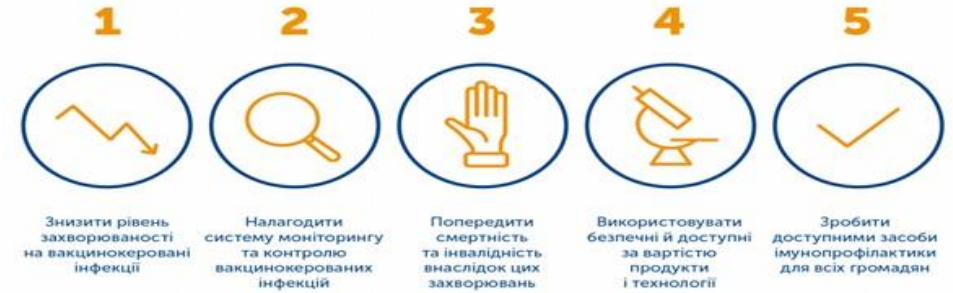 1
2
3
4
5
Знизити рівень
захворюваності
на вакцинокеровані
інфекції
Налагодити
систему моніторингу
та контролю
вакцинокерованих
інфекцій
Попередити
смертність
та інвалідність
внаслідок цих
захворювань
Використовувати
безпечні й доступні
за вартістю
продукти
і технології
Зробити
доступними засоби
імунопрофілактики
для всіх громадян